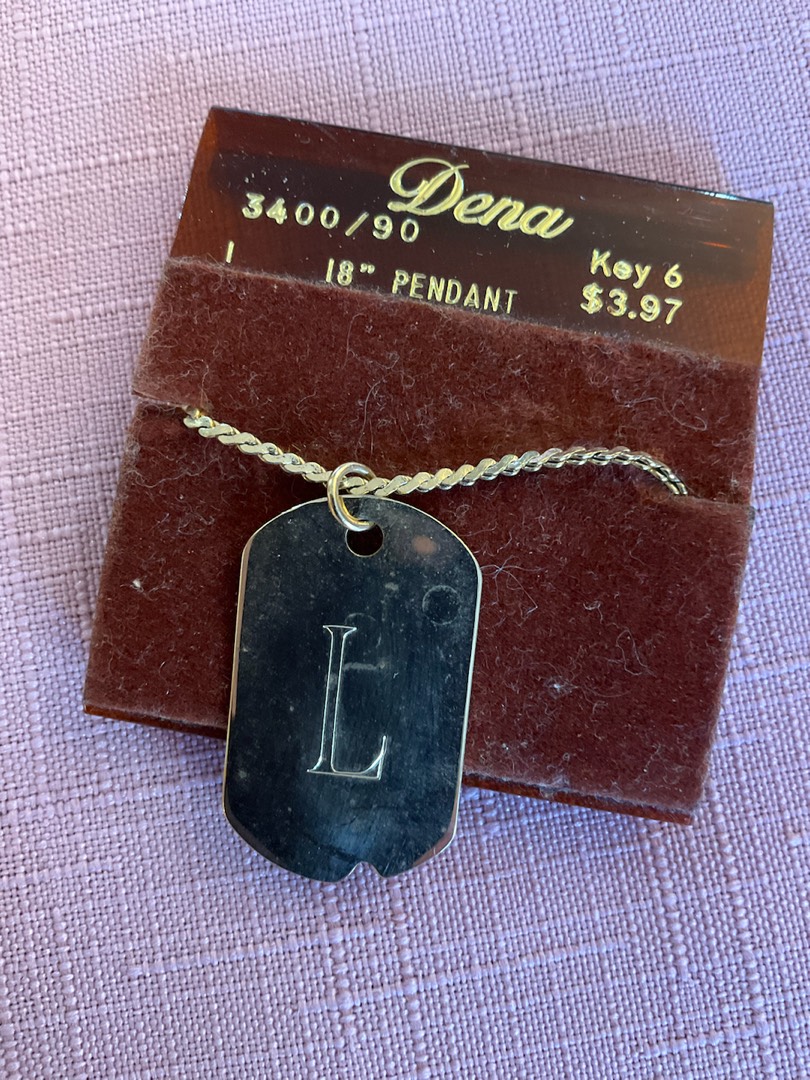 Dena
3400/90
1 18" PENDANT
Key 6
$3.97
L